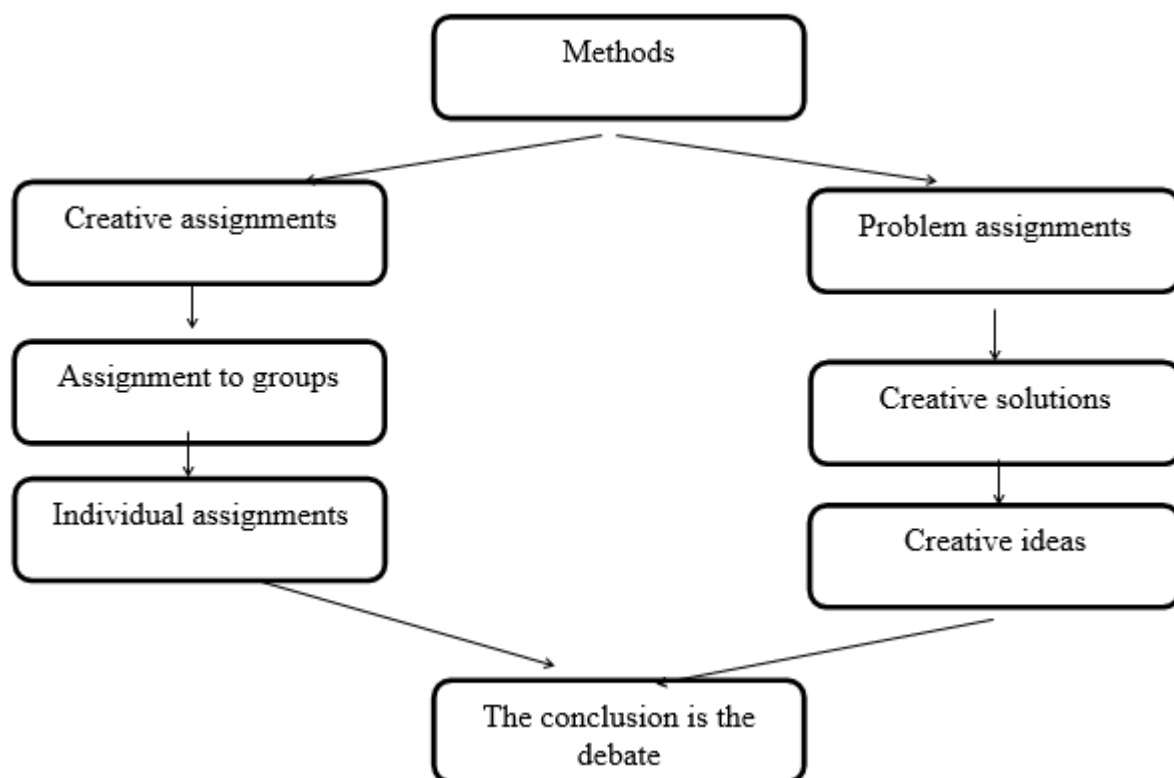 Methods
Creative assignments
Problem assignments
Assignment to groups
Creative solutions
Individual assignments
Creative ideas
The conclusion is the
debate